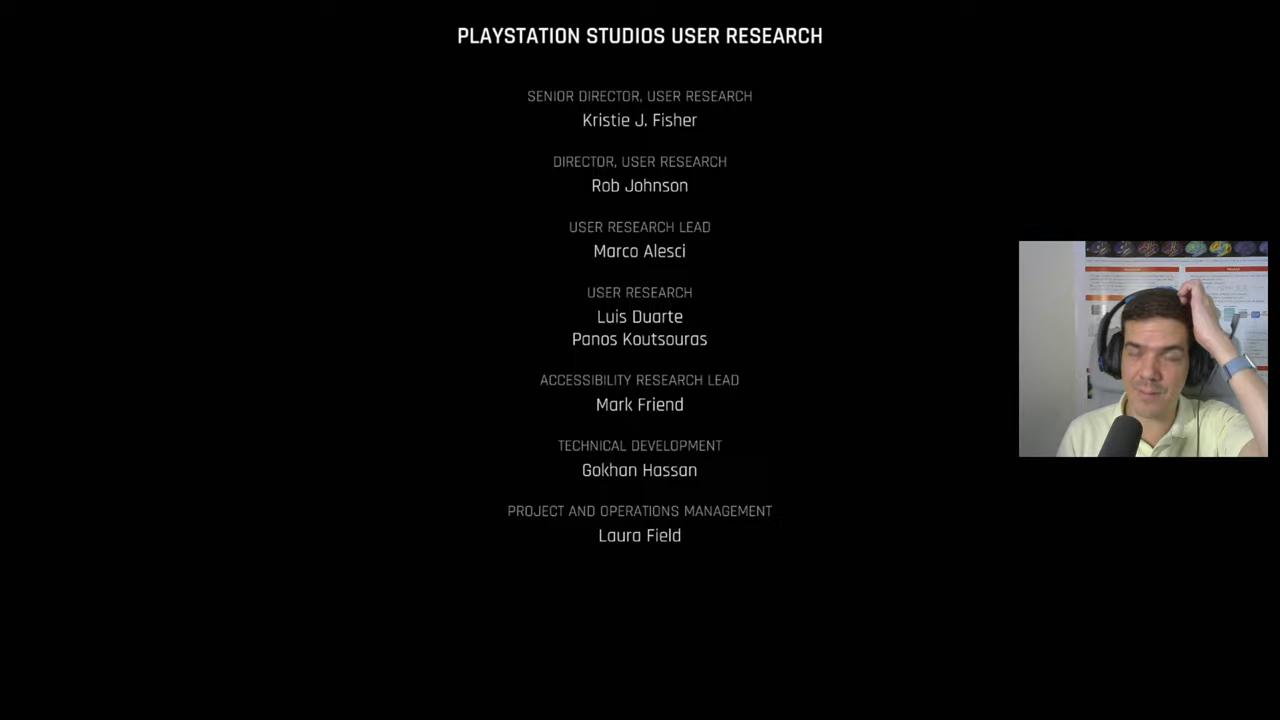 PLAYSTATION STUDIOS USER RESEARCH
SENIOR DIRECTOR, USER RESEARCH
Kristie J. Fisher
DIRECTOR, USER RESEARCH
Rob Johnson
USER RESEARCH LEAD
Marco Alesci
USER RESEARCH
Luis Duarte
Panos Koutsouras
ACCESSIBILITY RESEARCH LEAD
Mark Friend
TECHNICAL DEVELOPMENT
Gokhan Hassan
PROJECT AND OPERATIONS MANAGEMENT
Laura Field